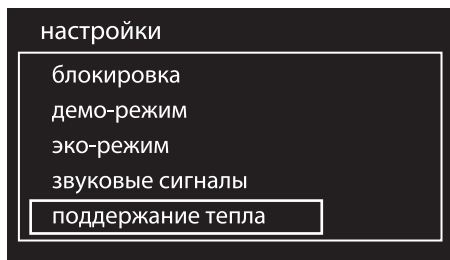 настройки
блокировка
демо-режим
эко-режим
звуковые сигналы
поддержание тепла